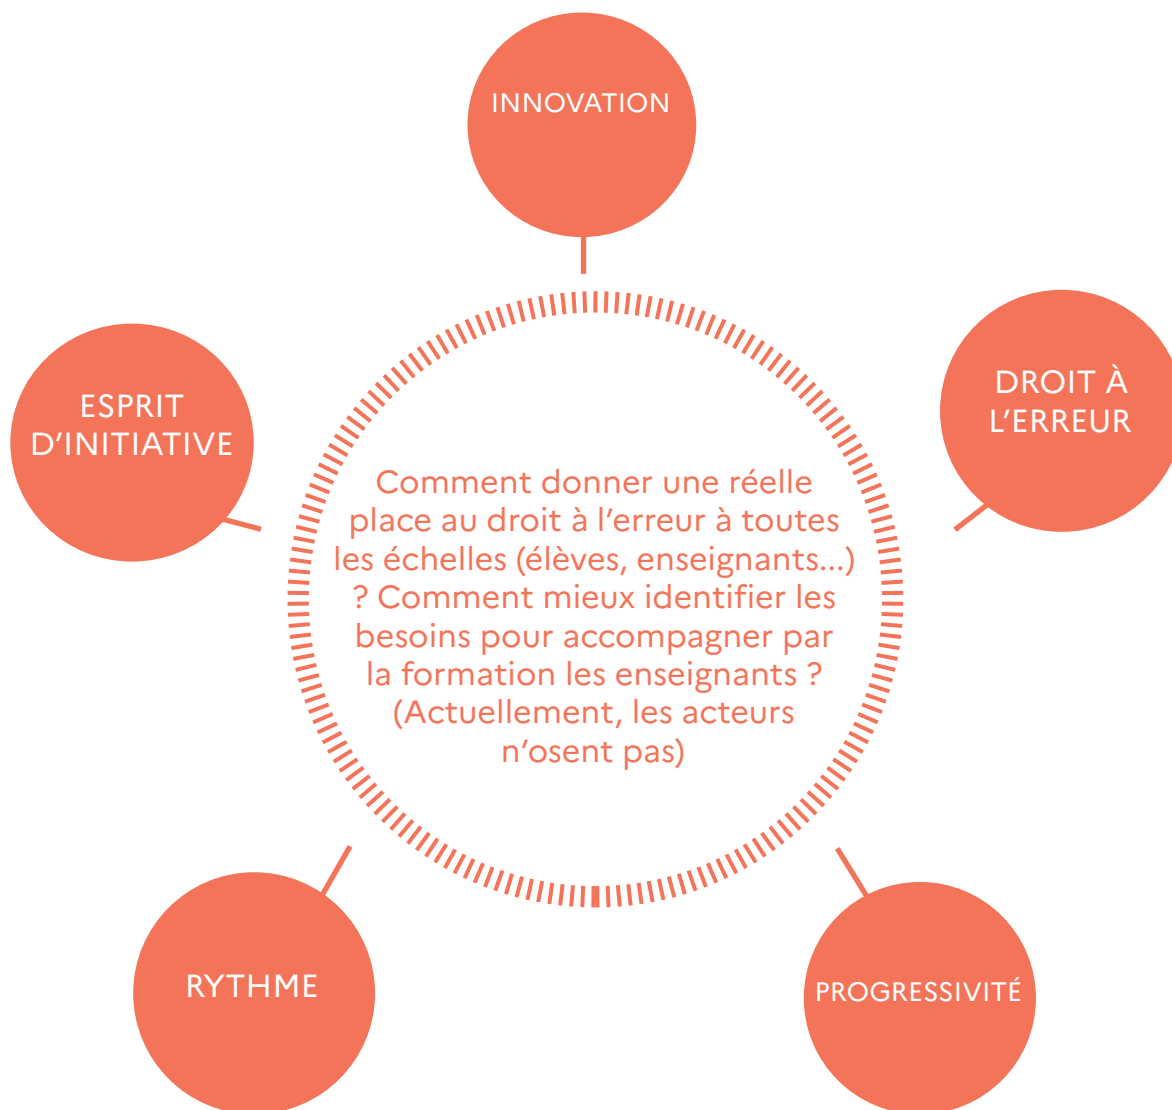 INNOVATION
DROIT À
L'ERREUR
ESPRIT
D'INITIATIVE
Comment donner une réelle
place au droit à l'erreur à toutes
les échelles (élèves, enseignants...)
? Comment mieux identifier les
besoins pour accompagner par
la formation les enseignants ?
(Actuellement, les acteurs
n'osent pas)
RYTHME
PROGRESSIVITÉ